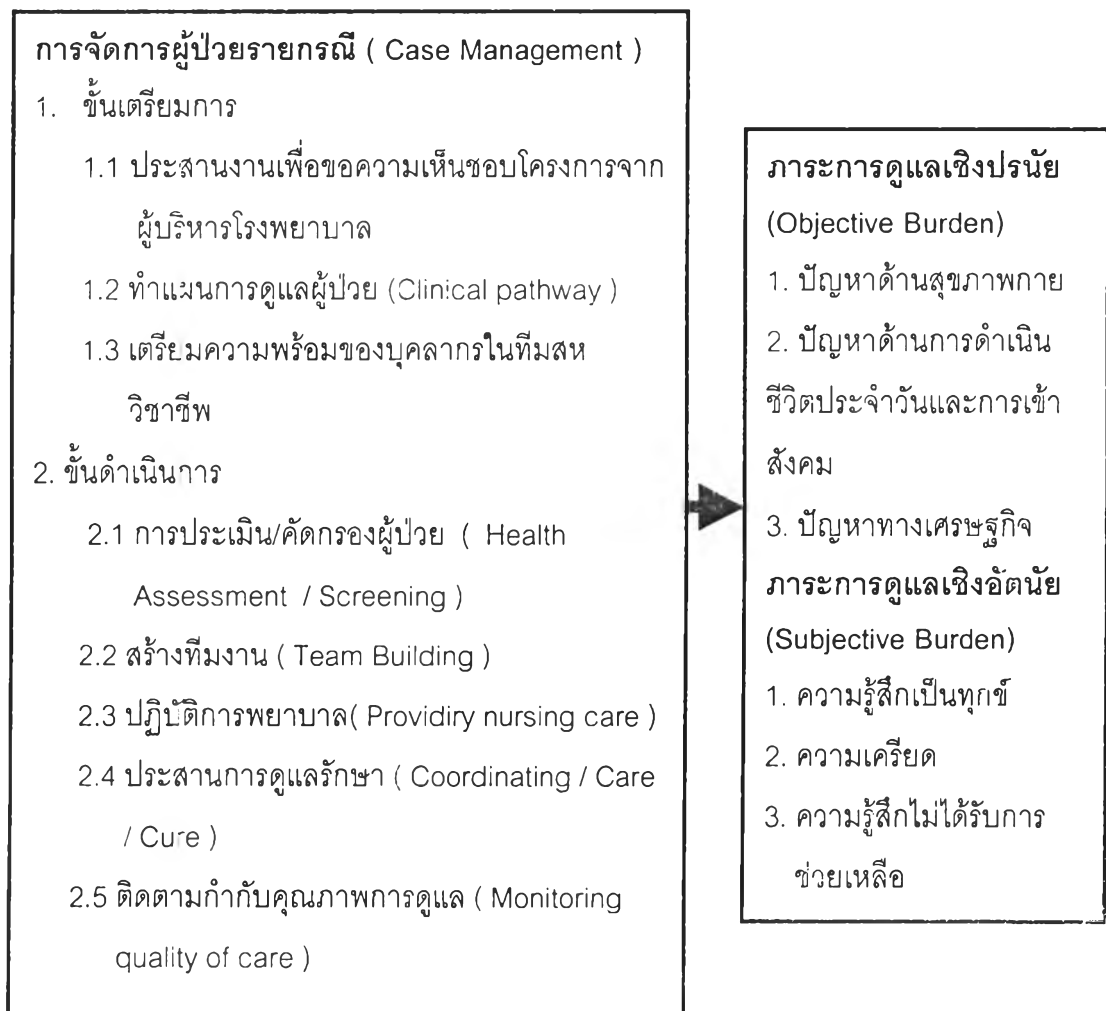 การจัดการผู้ป่วยรายกรณี ( Case Management )
1. ขั้นเตรียมการ
1.1 ประสานงานเพื่อขอความเห็นชอบโครงการจาก
ผู้บริหารโรงพยาบาล
1.2 ทำแผนการดูแลผู้ป่วย (Clinical pathway )
1.3 เตรียมความพร้อมของบุคลากรในทีมสห
วิชาชีพ
2. ขั้นดำเนินการ
2.1 การประเมิน/คัดกรองผู้ป่วย ( Health
Assessment / Screening )
2.2 สร้างทีมงาน ( Team Building )
2.3 ปฏิบัติการพยาบาล( Providiry nursing care )
2.4 ประสานการดูแลรักษา ( Coordinating / Care
/ Cure )
2.5 ติดตามกำกับคุณภาพการดูแล ( Monitoring
quality of care )
ภาระการดูแลเชิงปรนัย
(Objective Burden)
1. ปัญหาด้านสุขภาพกาย
2. ปัญหาด้านการดำเนิน
ชีวิตประจำวันและการเข้า
สังคม
3. ปัญหาทางเศรษฐกิจ
ภาระการดูแลเชิงอัตนัย
(Subjective Burden)
1. ความรู้สึกเป็นทุกข์
2. ความเครียด
3. ความรู้สึกไม่ได้รับการ
ช่วยเหลือ